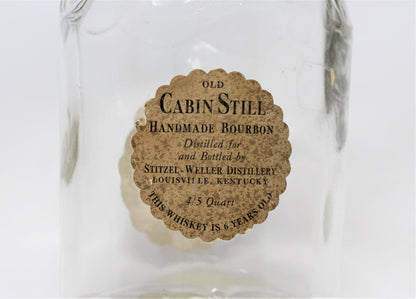 OLD
CABIN STILL
HANDMADE BOURBON
Distilled for
and Bottled by
STITZEL-WELLER DISTILLERY
LOUISVILLE, KENTUCKY
4/5 Quart
THIS WHISKEY IS 6 YEARS OLD